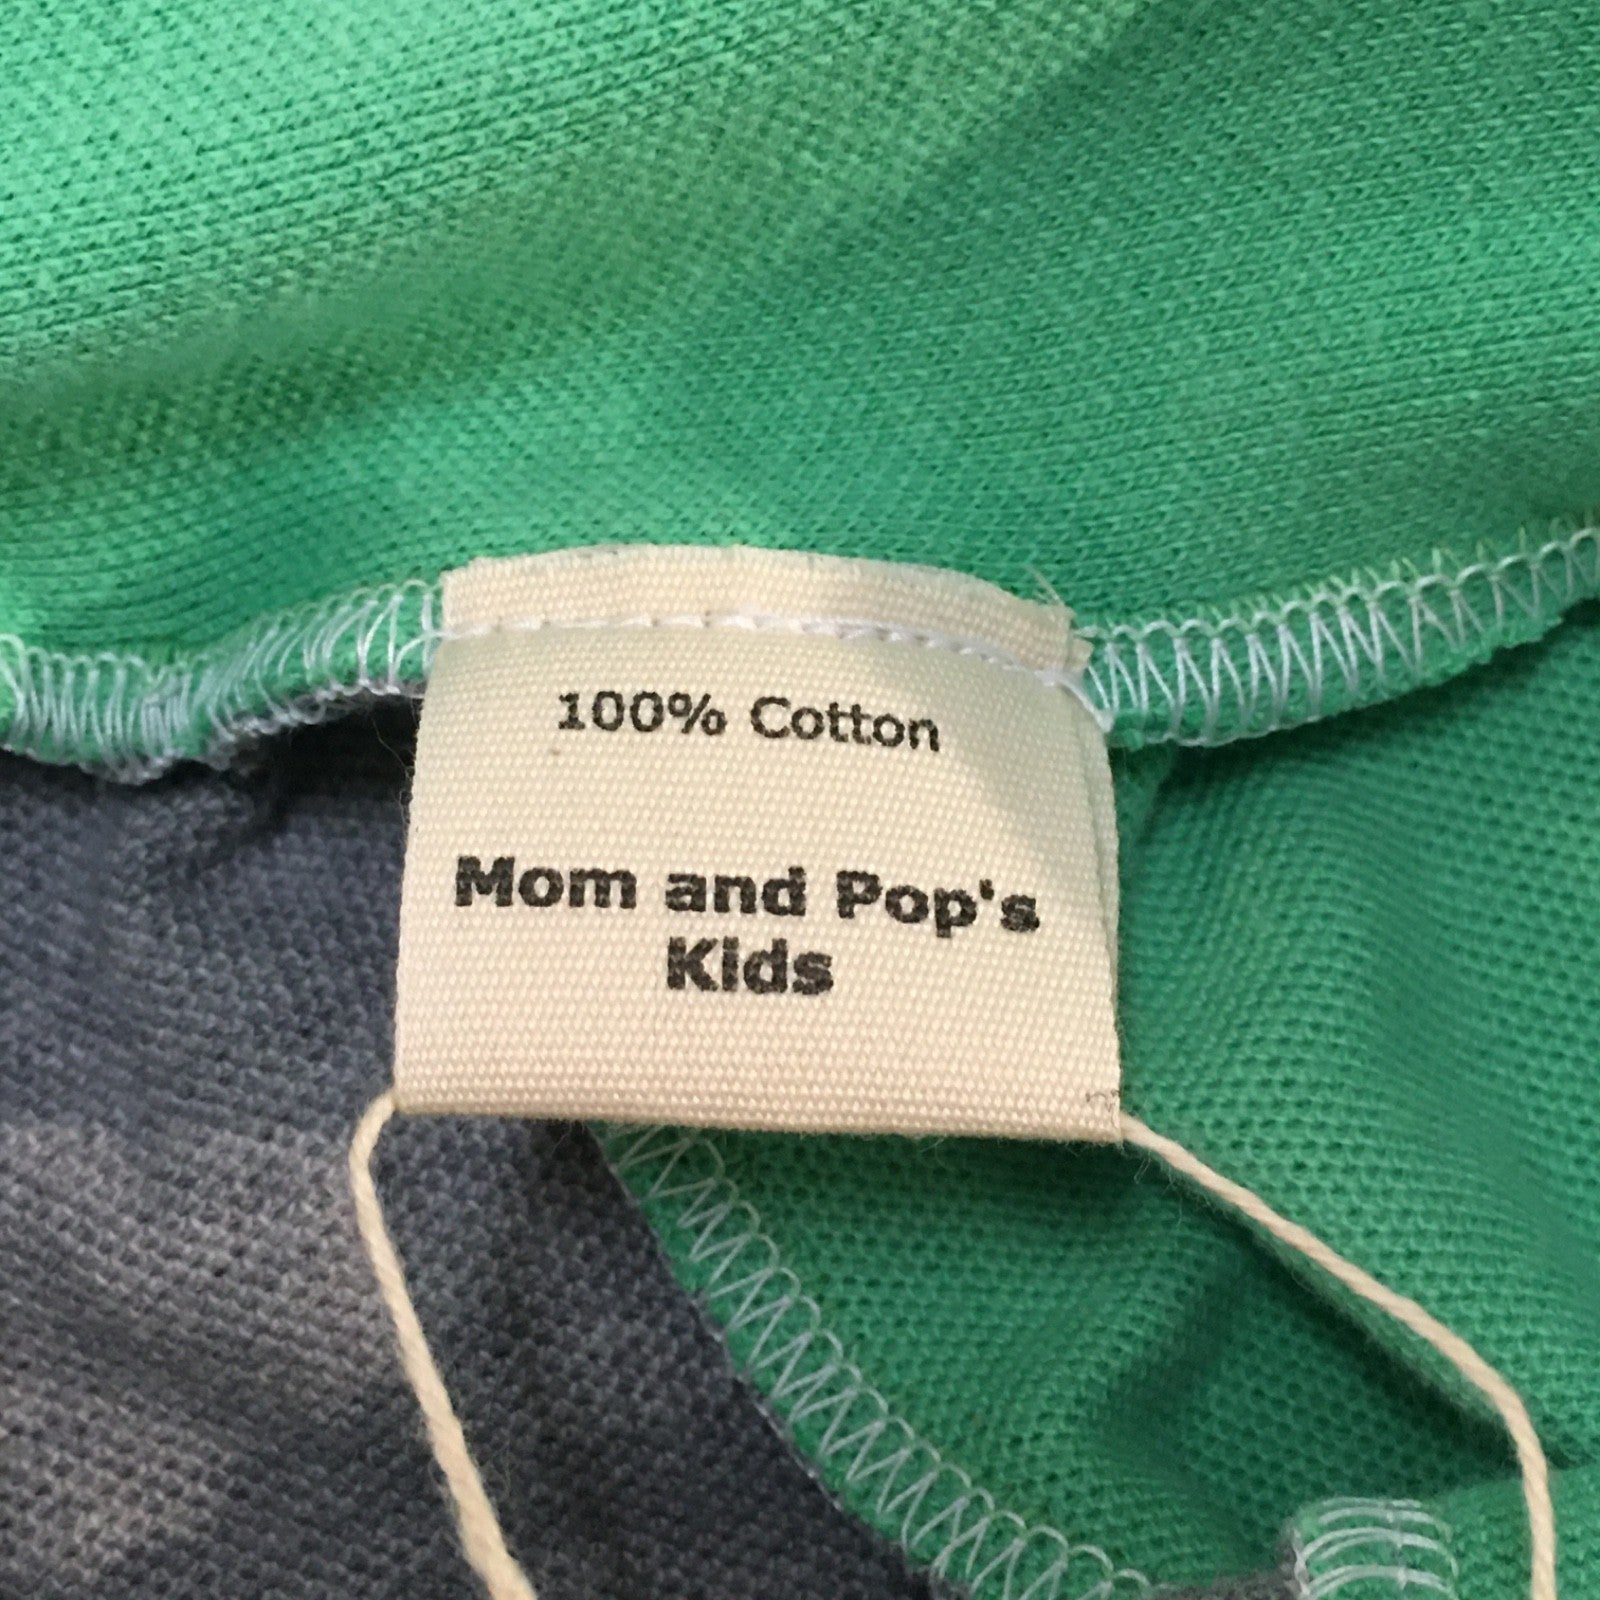 100% Cotton
Mom and Pop's
Kids